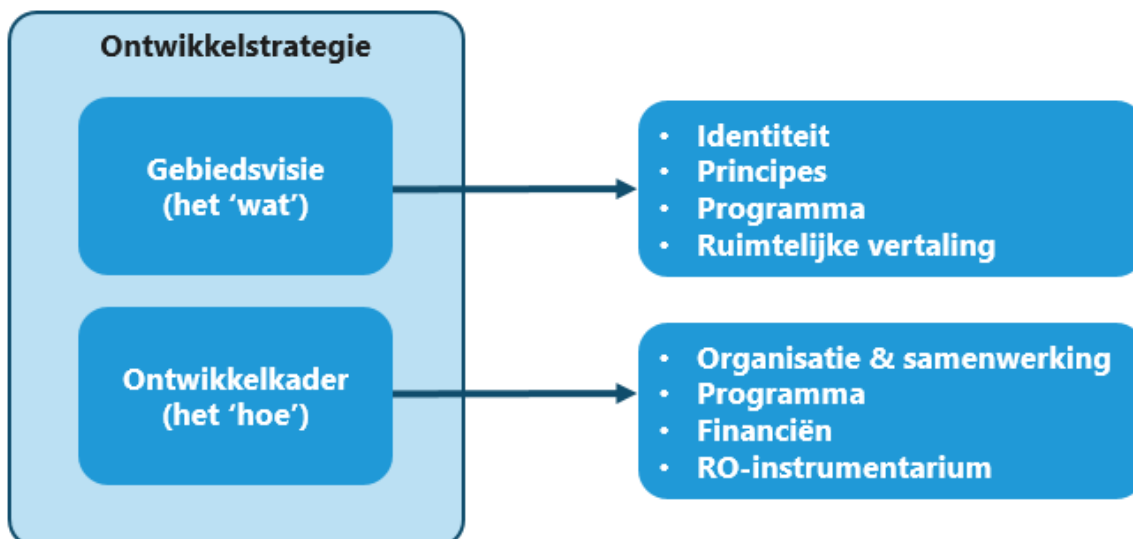 Ontwikkelstrategie
Gebiedsvisie
(het ‘wat’)
• Identiteit
• Principes
• Programma
• Ruimtelijke vertaling
Ontwikkelkader
(het ‘hoe’)
• Organisatie & samenwerking
• Programma
• Financiën
• RO-instrumentarium